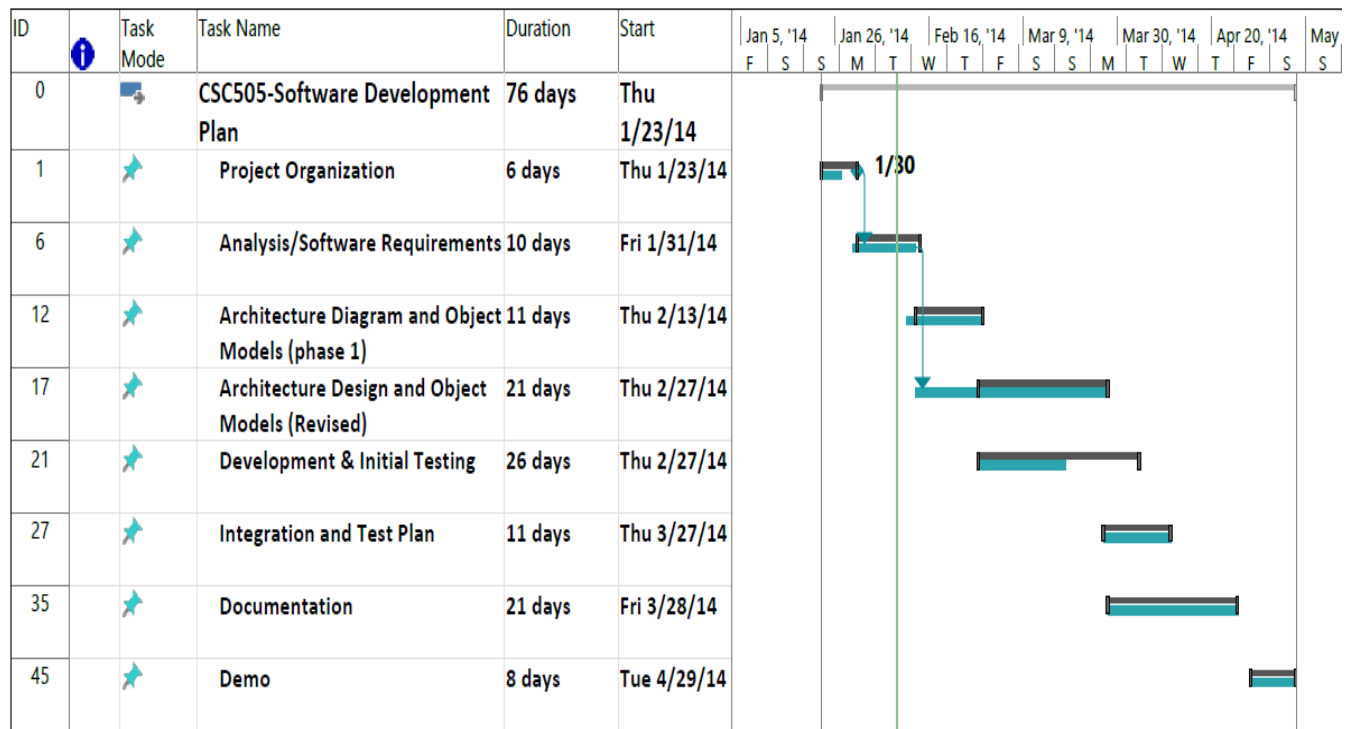 ID Task Mode Task Name Duration Start Jan 5, '14 Jan 26, '14 Feb 16, '14 Mar 9, '14 Mar 30, '14 Apr 20, '14 May
F S S M T W T F S S M T W T F S S
0 CSC505-Software Development Plan 76 days Thu 1/23/14
1 Project Organization 6 days Thu 1/23/14 1/30
6 Analysis/Software Requirements 10 days Fri 1/31/14
12 Architecture Diagram and Object Models (phase 1) 11 days Thu 2/13/14
17 Architecture Design and Object Models (Revised) 21 days Thu 2/27/14
21 Development & Initial Testing 26 days Thu 2/27/14
27 Integration and Test Plan 11 days Thu 3/27/14
35 Documentation 21 days Fri 3/28/14
45 Demo 8 days Tue 4/29/14